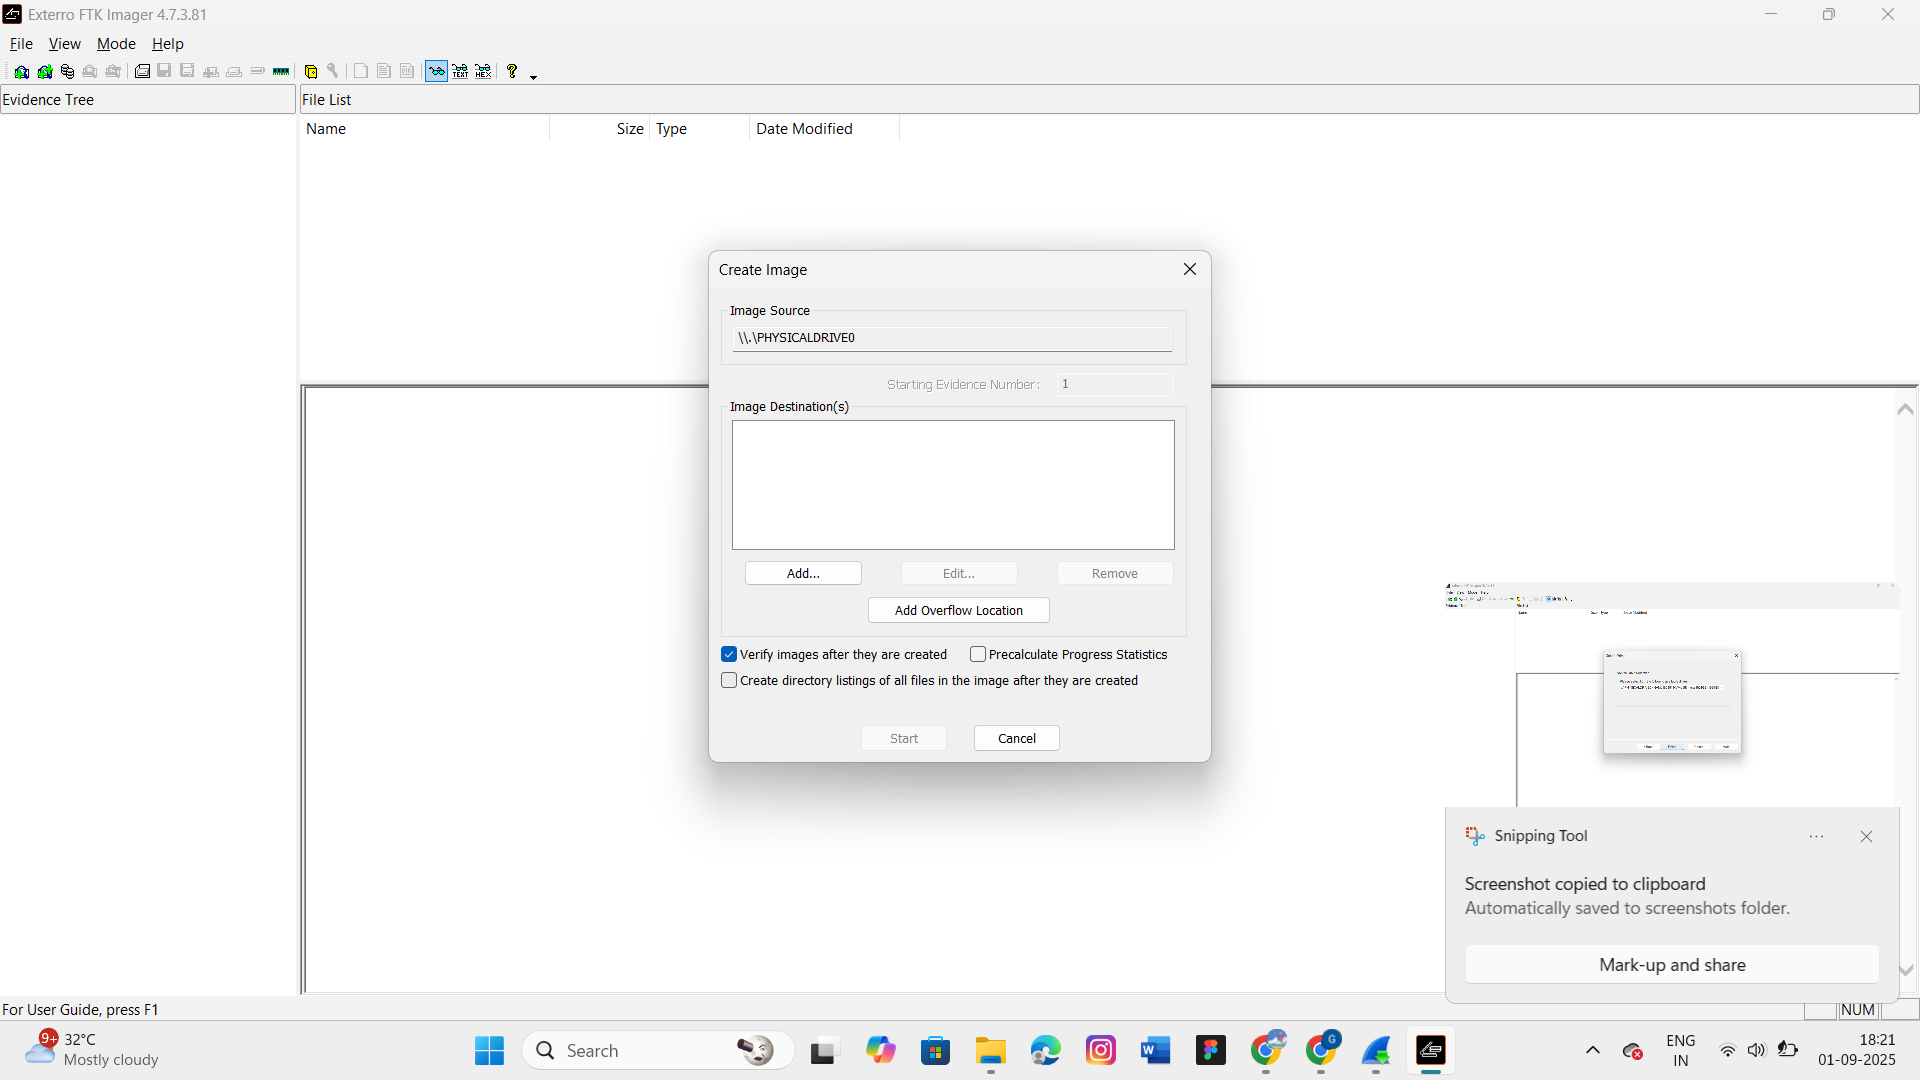 Exterro FTK Imager 4.7.3.81
File View Mode Help
TEXT HEX
Evidence Tree
File List
Name Size Type Date Modified
Create Image
Image Source
\\.\PHYSICALDRIVE0
Starting Evidence Number: 1
Image Destination(s)
Add... Edit... Remove
Add Overflow Location
Verify images after they are created
Precalculate Progress Statistics
Create directory listings of all files in the image after they are created
Start Cancel
Snipping Tool
Screenshot copied to clipboard
Automatically saved to screenshots folder.
Mark-up and share
For User Guide, press F1
NUM
9+
32°C
Mostly cloudy
Search
G
ENG
IN
18:21
01-09-2025